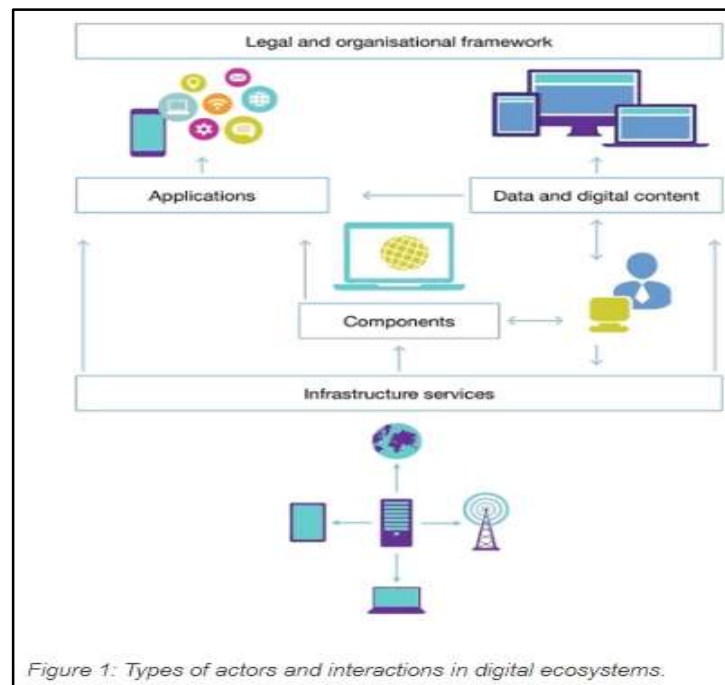 Legal and organisational framework
Applications
Data and digital content
Components
Infrastructure services
Figure 1: Types of actors and interactions in digital ecosystems.